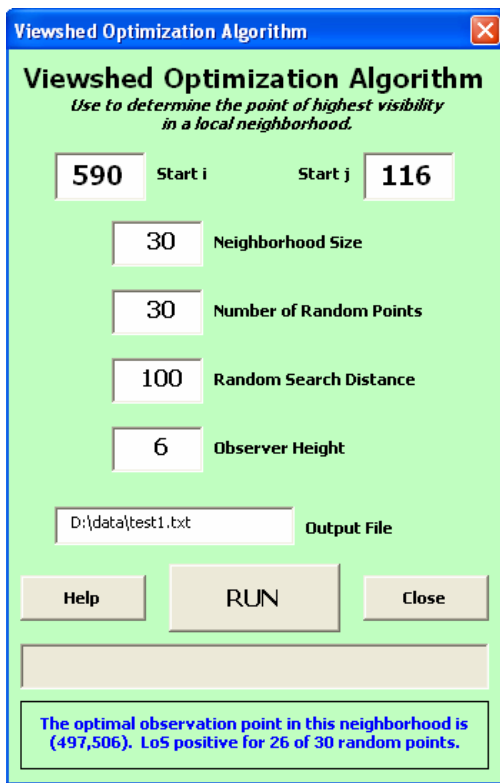 Viewshed Optimization Algorithm
Viewshed Optimization Algorithm
Use to determine the point of highest visibility
in a local neighborhood.
590 Start i Start j 116
30 Neighborhood Size
30 Number of Random Points
100 Random Search Distance
6 Observer Height
D:\data\test1.txt Output File
Help RUN Close
The optimal observation point in this neighborhood is
(497,506). LoS positive for 26 of 30 random points.